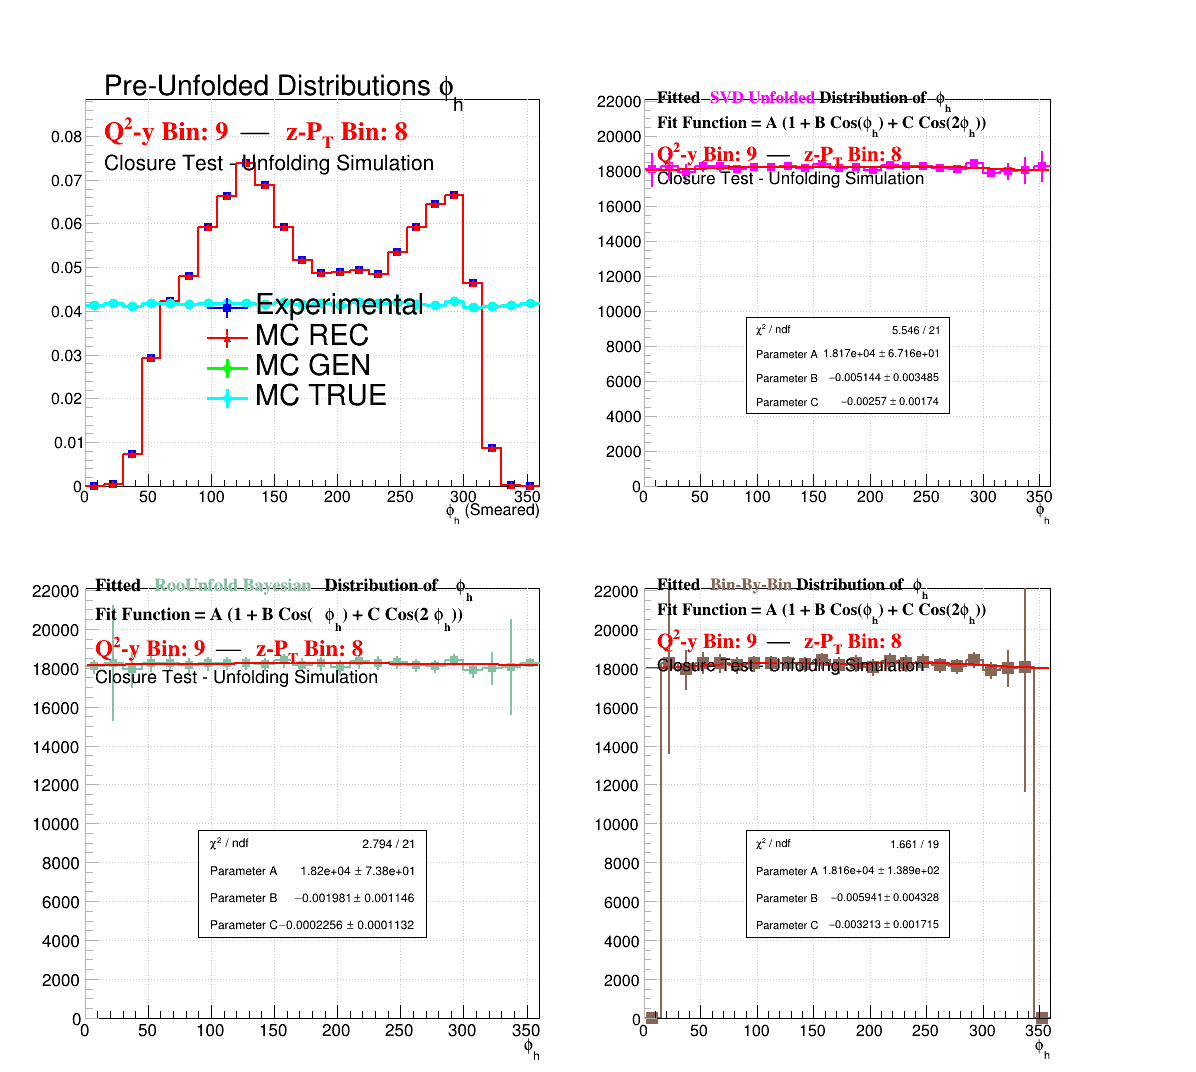 Pre-Unfolded Distributions ϕh
Q²-y Bin: 9 — z-PT Bin: 8
Closure Test - Unfolding Simulation
0.08
0.07
0.06
0.05
0.04
0.03
0.02
0.01
0
Experimental
MC REC
MC GEN
MC TRUE
0 50 100 150 200 250 300 350
ϕh (Smeared)
Fitted SVD Unfolded Distribution of ϕh
Fit Function = A (1 + B Cos(ϕh) + C Cos(2ϕh))
Q²-y Bin: 9 — z-PT Bin: 8
Closure Test - Unfolding Simulation
22000
20000
18000
16000
14000
12000
10000
8000
6000
4000
2000
0
χ² / ndf 5.546 / 21
Parameter A 1.817e+04 ± 6.716e+01
Parameter B −0.005144 ± 0.003485
Parameter C −0.00257 ± 0.00174
0 50 100 150 200 250 300 350
ϕh
Fitted RooUnfold Bayesian Distribution of ϕh
Fit Function = A (1 + B Cos( ϕh) + C Cos(2 ϕh))
Q²-y Bin: 9 — z-PT Bin: 8
Closure Test - Unfolding Simulation
22000
20000
18000
16000
14000
12000
10000
8000
6000
4000
2000
0
χ² / ndf 2.794 / 21
Parameter A 1.82e+04 ± 7.38e+01
Parameter B −0.001981 ± 0.001146
Parameter C −0.0002256 ± 0.0001132
0 50 100 150 200 250 300 350
ϕh
Fitted Bin-By-Bin Distribution of ϕh
Fit Function = A (1 + B Cos(ϕh) + C Cos(2ϕh))
Q²-y Bin: 9 — z-PT Bin: 8
Closure Test - Unfolding Simulation
22000
20000
18000
16000
14000
12000
10000
8000
6000
4000
2000
0
χ² / ndf 1.661 / 19
Parameter A 1.816e+04 ± 1.389e+02
Parameter B −0.005941 ± 0.004328
Parameter C −0.003213 ± 0.001715
0 50 100 150 200 250 300 350
ϕh